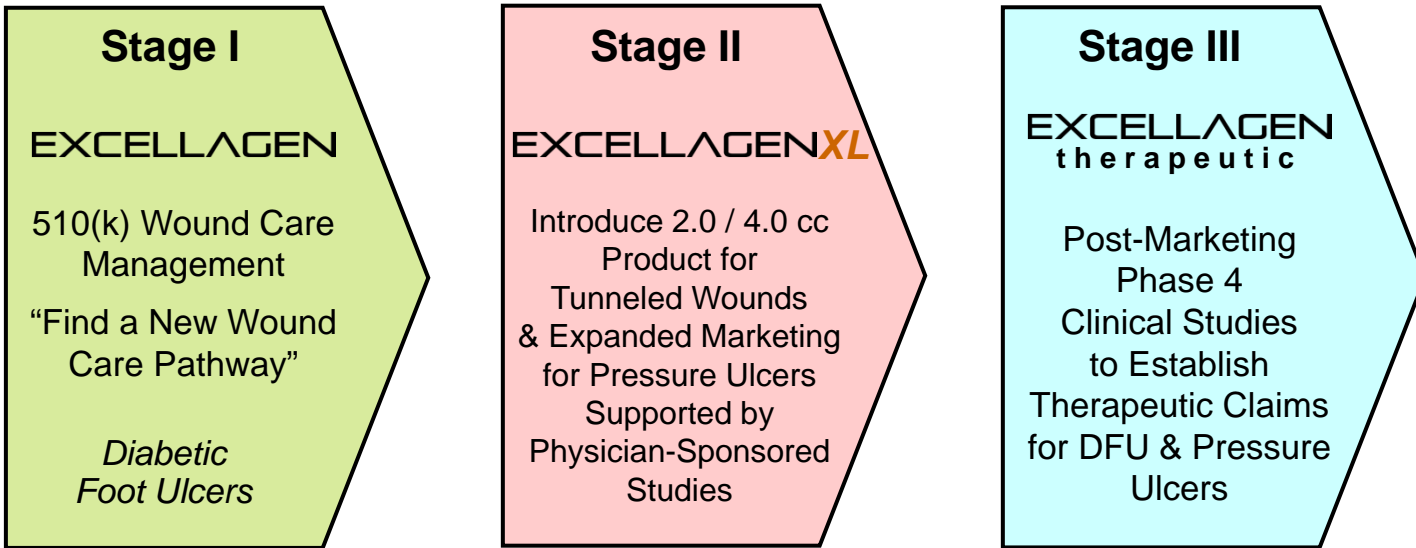 Stage I
EXCELLAGEN
510(k) Wound Care
Management
“Find a New Wound
Care Pathway”
Diabetic
Foot Ulcers
Stage II
EXCELLAGENXL
Introduce 2.0 / 4.0 cc
Product for
Tunneled Wounds
& Expanded Marketing
for Pressure Ulcers
Supported by
Physician-Sponsored
Studies
Stage III
EXCELLAGEN
therapeutic
Post-Marketing
Phase 4
Clinical Studies
to Establish
Therapeutic Claims
for DFU & Pressure
Ulcers